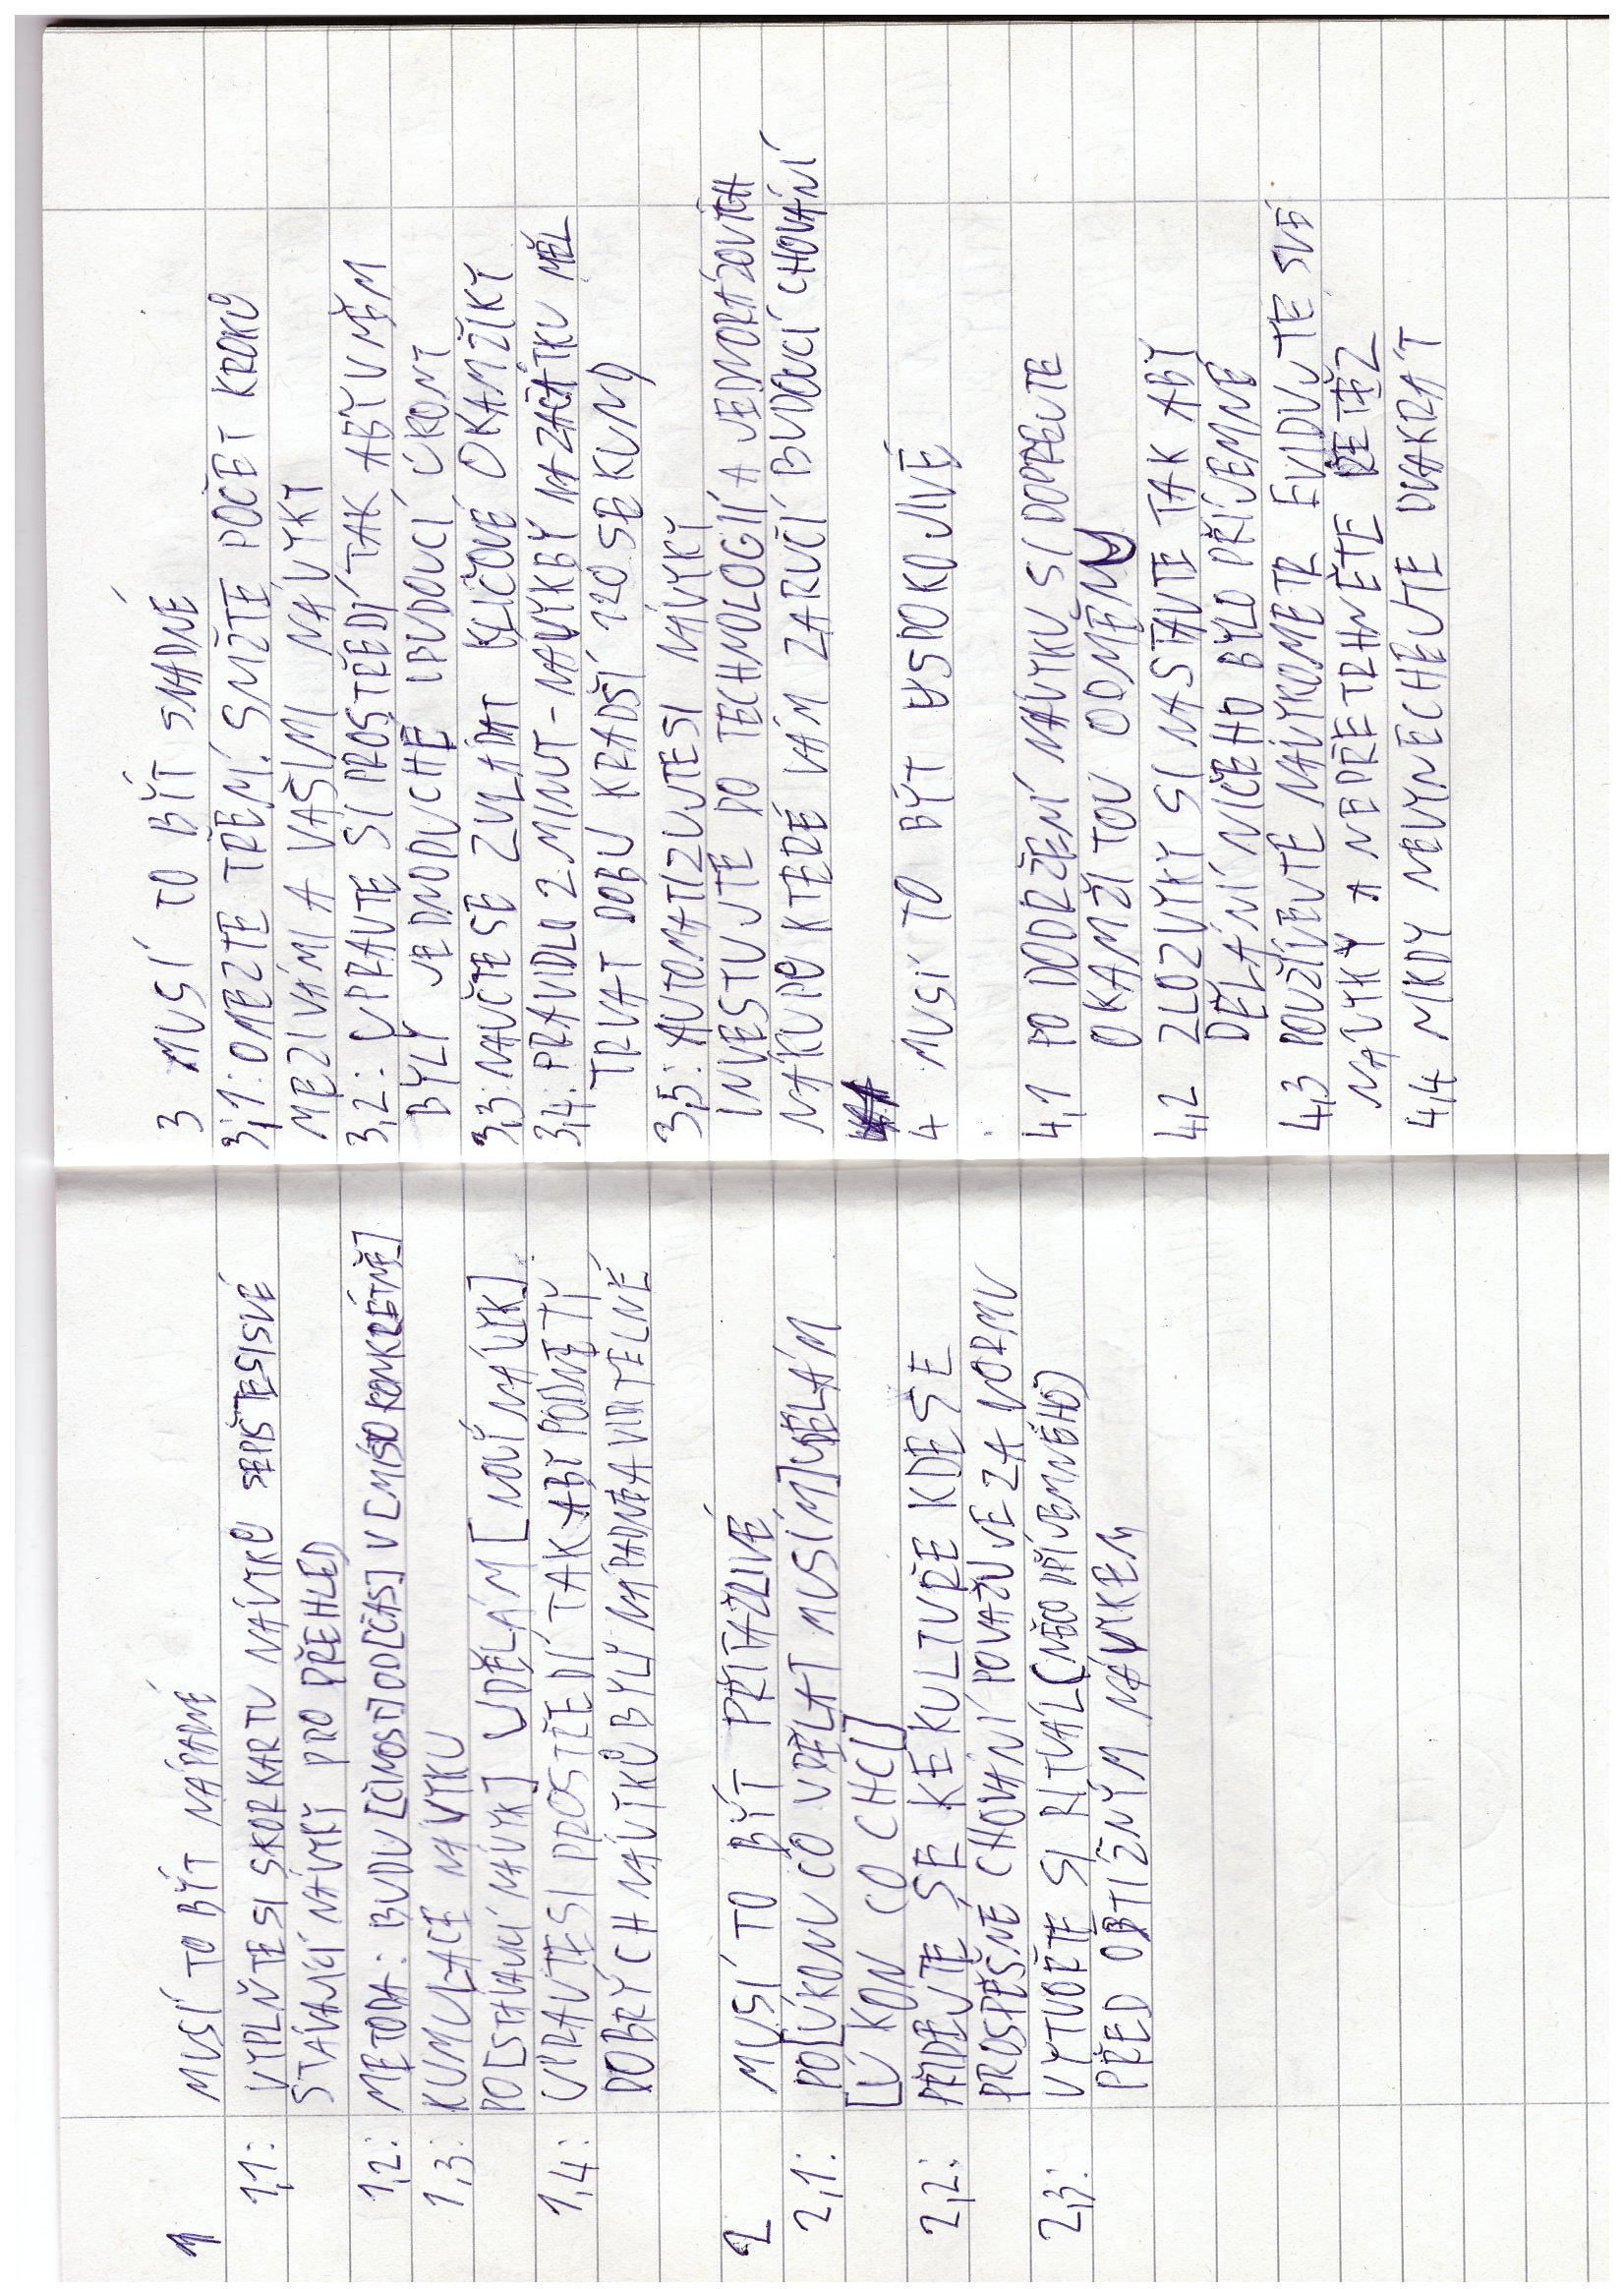 1 MUSÍ TO BÝT NÁPADNÉ
1,1: VYPLŇTE SI SKORKARTU NÁVYKŮ SEPIŠTE SI SVÉ
STÁVAJÍCÍ NÁVYKY PRO PŘEHLED
1,2: METODA: BUDU [ČINOST] OD [ČAS] V [MÍSTO KONKRÉTNĚ]
1,3: KUMULACE NÁVYKU
PO [STÁVAJÍCÍ NÁVYK] UDĚLÁM [NOVÝ NÁVYK].
1,4: UPRAVTE SI PROSTŘEDÍ TAK ABY PODNĚTY
DOBRÝCH NÁVYKŮ BYLY NÁPADNÉ A VIDITELNÉ
2 MUSÍ TO BÝT PŘITAŽLIVÉ
2,1: PO [ÚKONU CO UDĚLAT MUSÍM] UDĚLÁM
[ÚKON CO CHCI]
2,2: PŘIDEJTE SE KE KULTUŘE KDE SE
PROSPĚŠNÉ CHOVÁNÍ POVAŽUJE ZA NORMU
2,3: VYTVOŘTE SI RITUÁL (NĚCO PŘÍJEMNÉHO)
PŘED OBTÍŽNÝM NÁVYKEM
3 MUSÍ TO BÝT SNADNÉ
3,1: OMEZTE TŘENÍ. SNIŽTE POČET KROKŮ
MEZI VÁMI A VAŠIMI NÁVYKY
3,2: UPRAVTE SI PROSTŘEDÍ TAK ABY V NĚM
BYLY JEDNODUCHÉ I BUDOUCÍ ÚKONY
3,3: NAUČTE SE ZVLÁDAT KLÍČOVÉ OKAMŽIKY
3,4: PRAVIDLO 2 MINUT - NÁVYK BY NA ZAČÁTKU MĚL
TRVAT DOBU KRADŠÍ 120 SEKUND
3,5: AUTOMATIZUJTE SI NÁVYKY
INVESTUJTE DO TECHNOLOGIÍ A JEDNORÁZOVÝCH
NÁKUPŮ KTERÉ VÁM ZARUČÍ BUDOUCÍ CHOVÁNÍ
4 MUSÍ TO BÝT USPOKOJIVÉ
4,1 PO DODRŽENÍ NÁVYKU SI DOPŘEJTE
OKAMŽITOU ODMĚNU
4,2 ZLOZVYKY SI NASTAVTE TAK ABY
DĚLÁNÍ NIČEHO BYLO PŘÍJEMNÉ
4,3 POUŽÍVEJTE NÁVYKOMETR EVIDUJTE SVÉ
NÁVYKY A NEPŘETRHNĚTE ŘETĚZ
4,4 NIKDY NEVYNECHEJTE DVAKRÁT